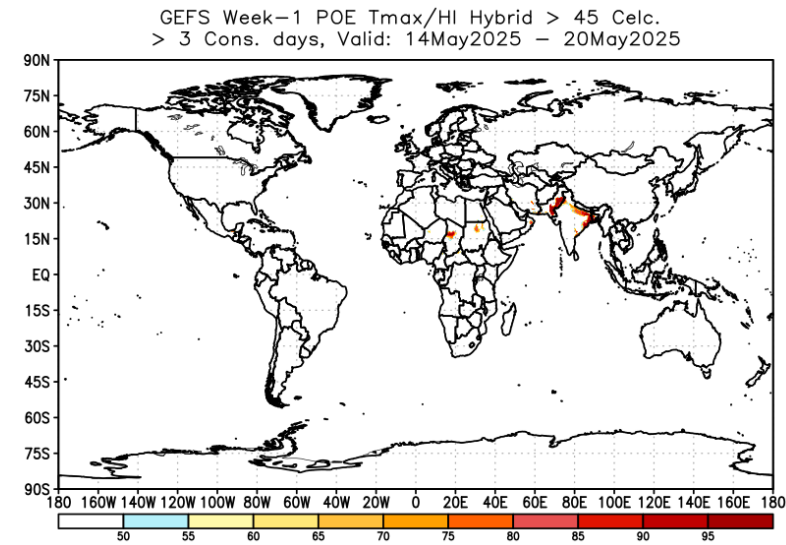 GEFS Week-1 POE Tmax/HI Hybrid > 45 Celc.
> 3 Cons. days, Valid: 14May2025 - 20May2025
90N
75N
60N
45N
30N
15N
EQ
15S
30S
45S
60S
75S
90S
180 160W 140W 120W 100W 80W 60W 40W 20W 0 20E 40E 60E 80E 100E 120E 140E 160E 180
50 55 60 65 70 75 80 85 90 95